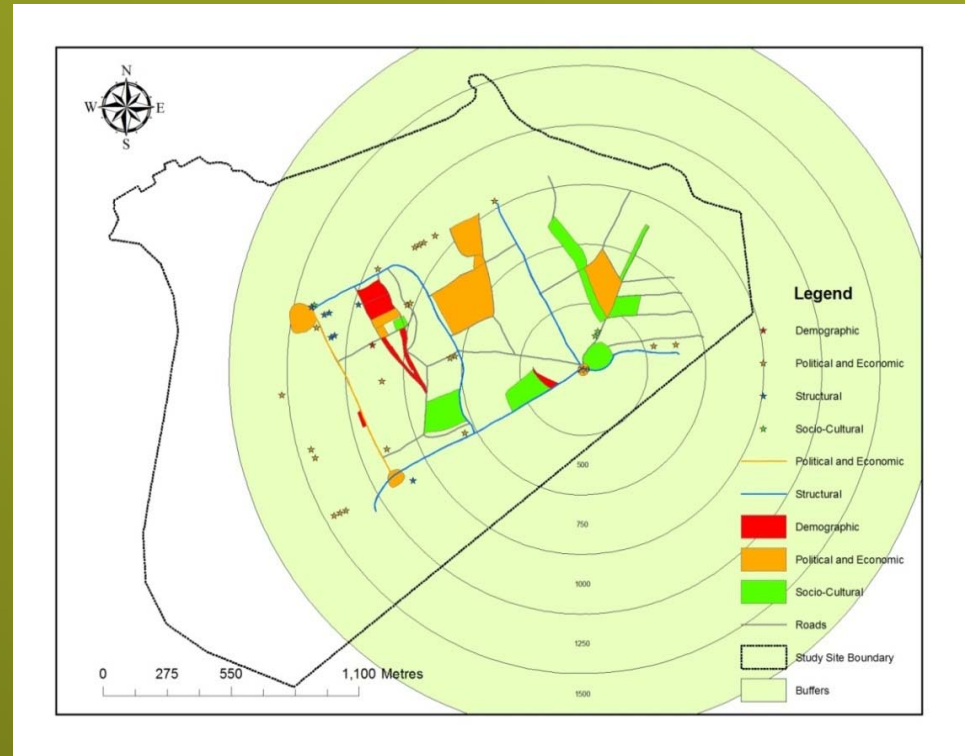 N
W E
S
Legend
Demographic
Political and Economic
Structural
Socio-Cultural
Political and Economic
Structural
Demographic
Political and Economic
Socio-Cultural
Roads
Study Site Boundary
Buffers
500
750
1000
1250
1500
0 275 550 1,100 Metres